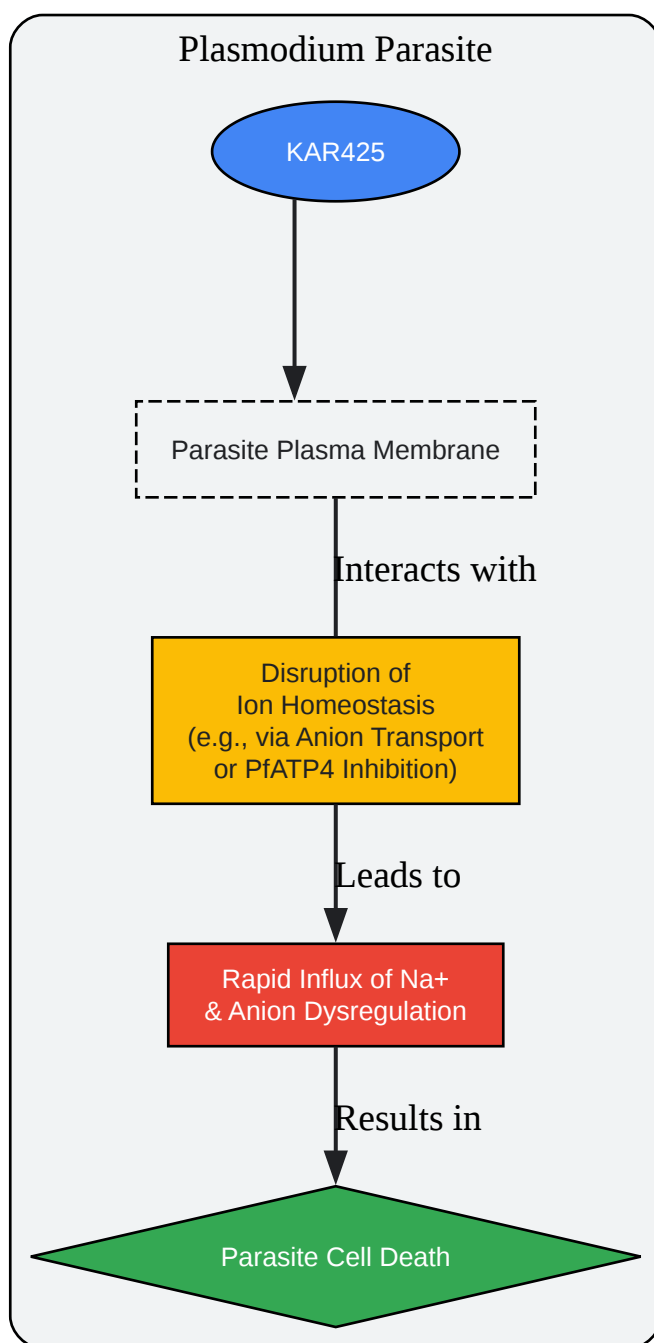 Plasmodium Parasite
KAR425
Parasite Plasma Membrane
Interacts with
Disruption of
Ion Homeostasis
(e.g., via Anion Transport
or PfATP4 Inhibition)
Leads to
Rapid Influx of Na+
& Anion Dysregulation
Results in
Parasite Cell Death